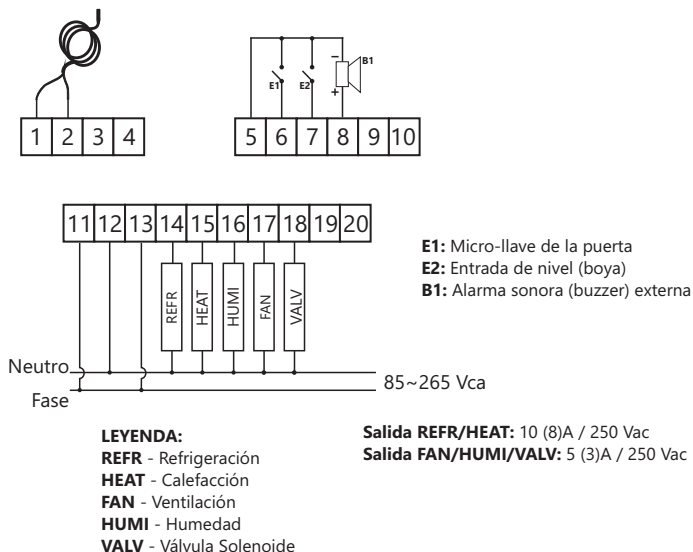 B1
E1
E2
−
+
1 2 3 4
5 6 7 8 9 10
11 12 13 14 15 16 17 18 19 20
REFR HEAT HUMI FAN VALV
E1: Micro-llave de la puerta
E2: Entrada de nivel (boya)
B1: Alarma sonora (buzzer) externa
Neutro
Fase
85~265 Vca
LEYENDA:
REFR - Refrigeración
HEAT - Calefacción
FAN - Ventilación
HUMI - Humedad
VALV - Válvula Solenoide
Salida REFR/HEAT: 10 (8)A / 250 Vac
Salida FAN/HUMI/VALV: 5 (3)A / 250 Vac